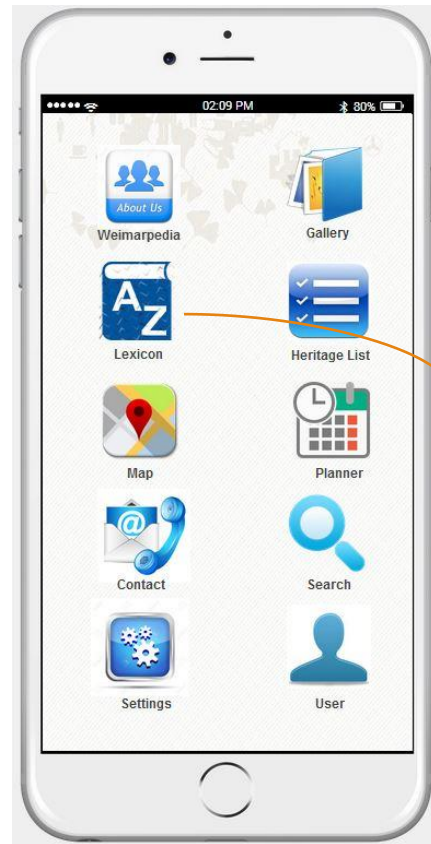 02:09 PM 80%
About Us
Weimarpedia Gallery
A
Z
Lexicon Heritage List
Map Planner
@
Contact Search
Settings User